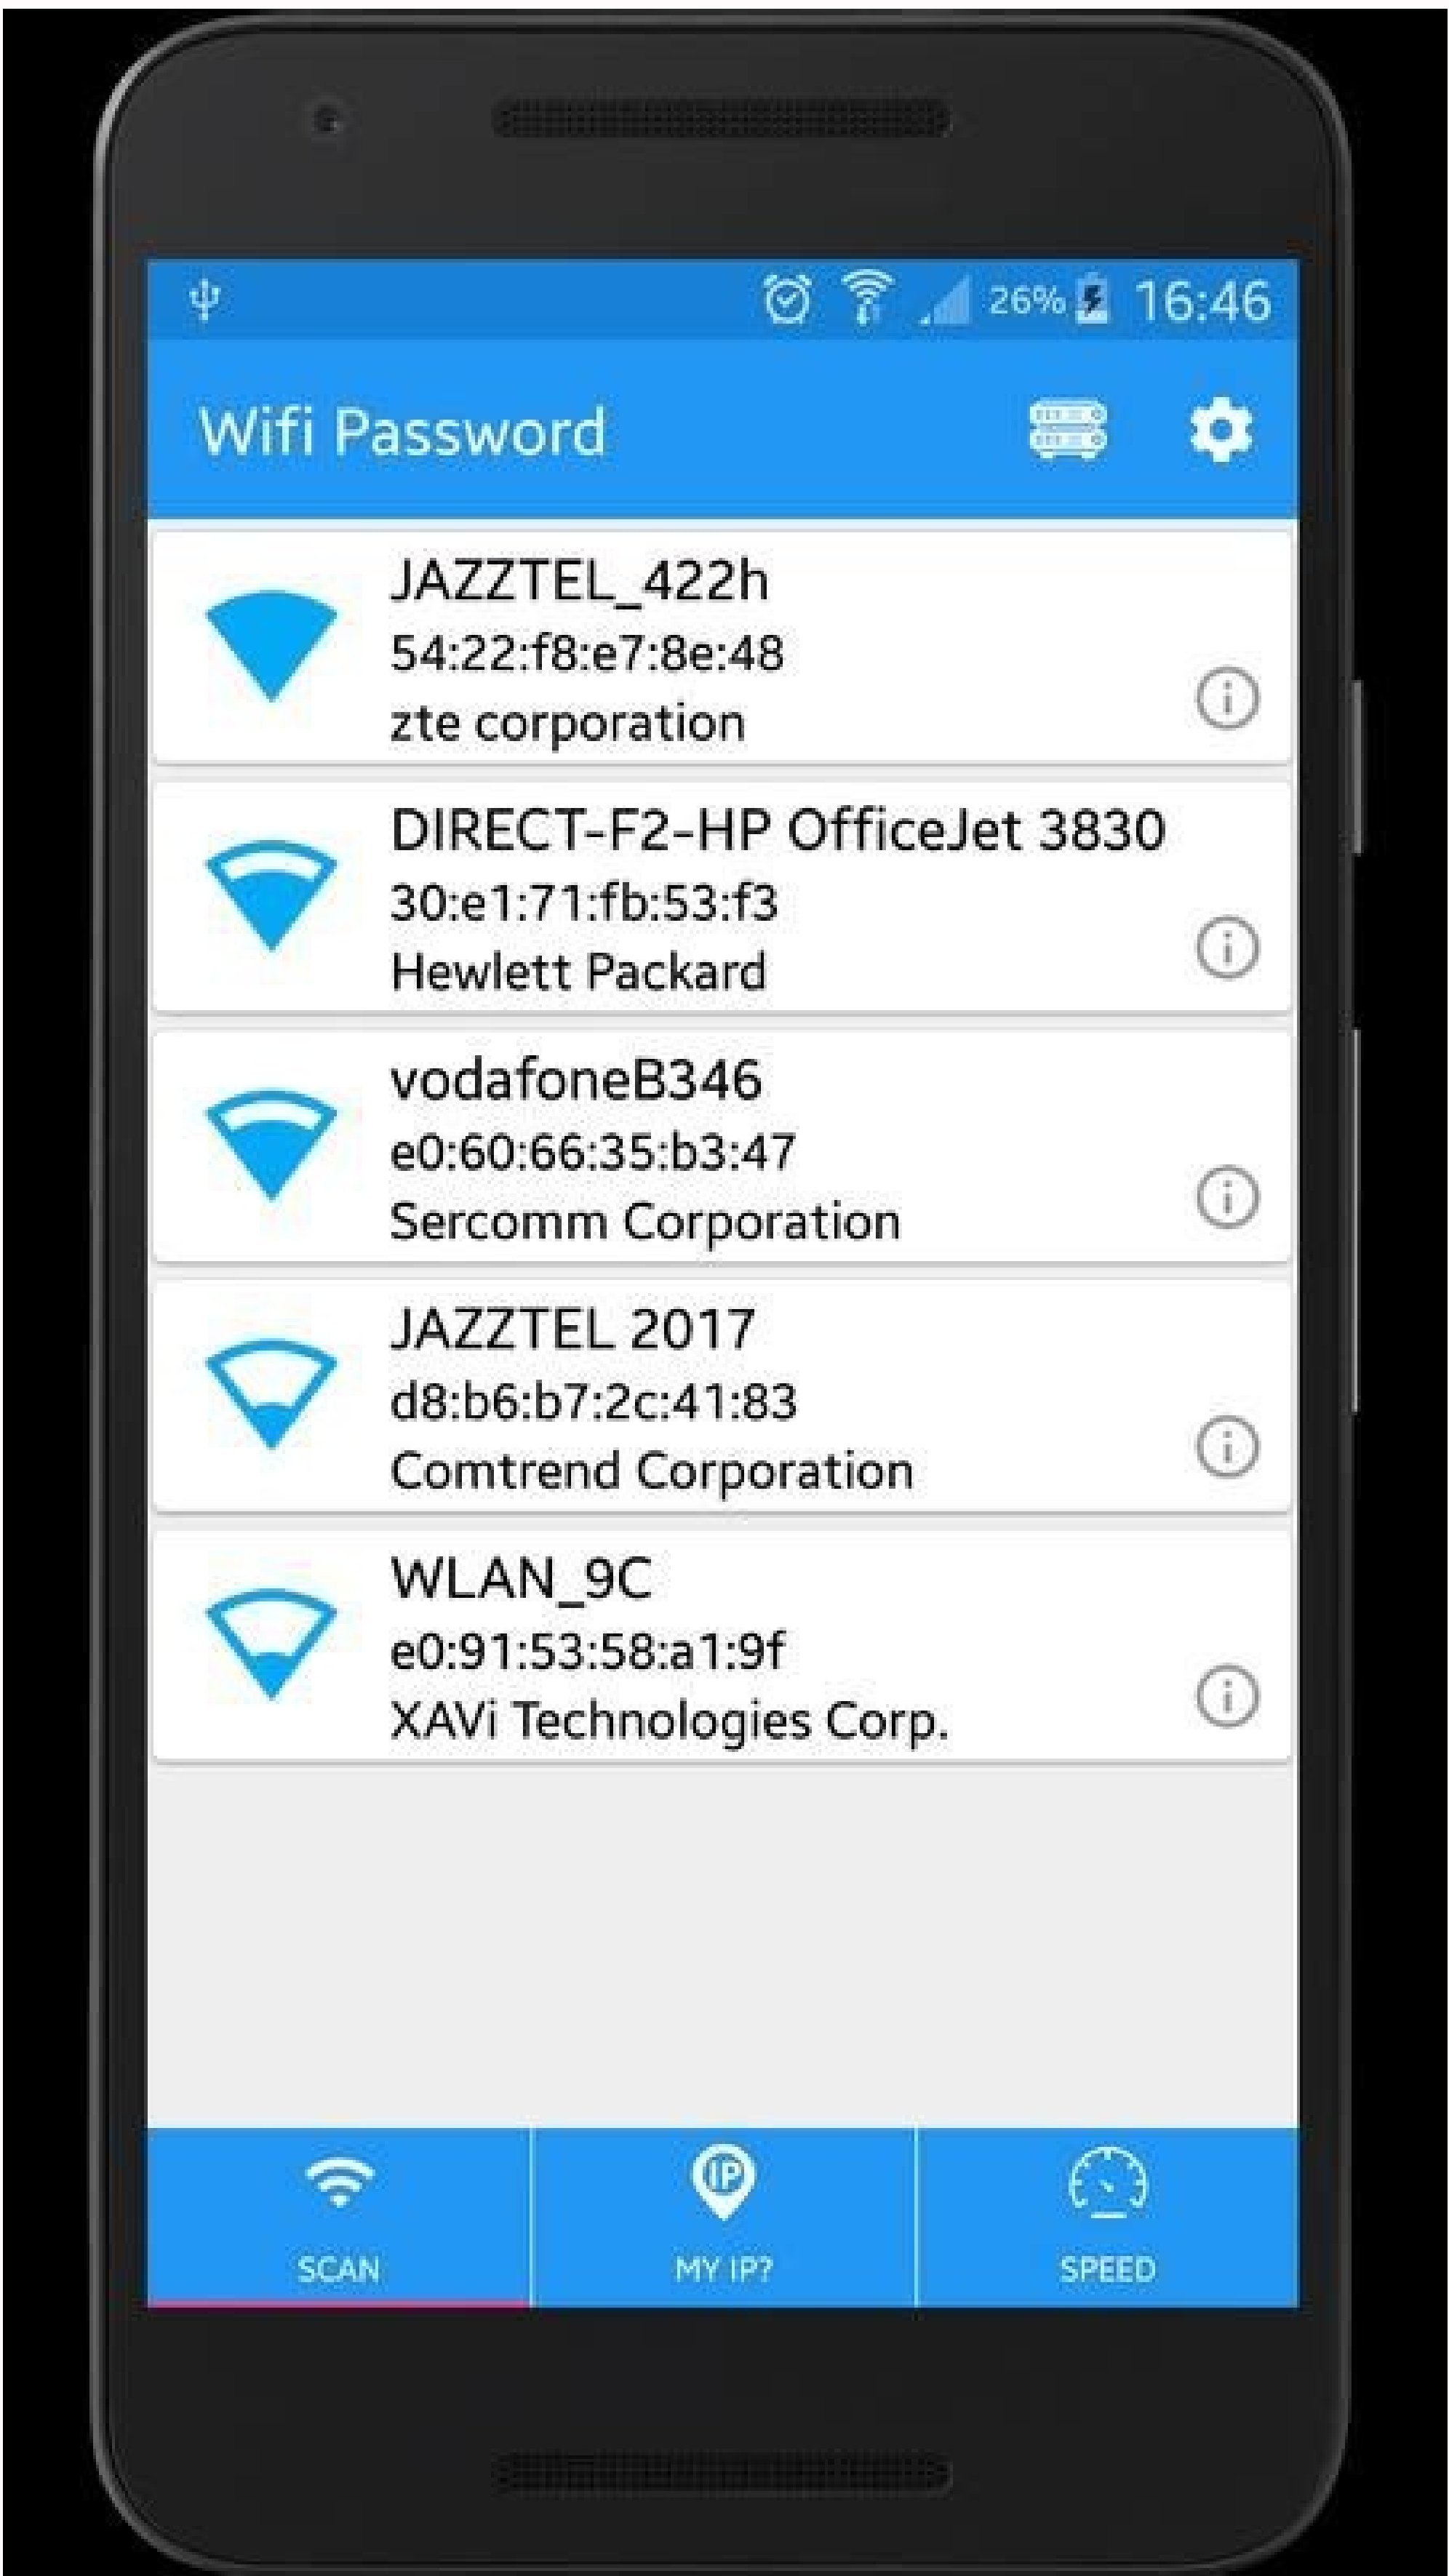 26% 16:46
Wifi Password
JAZZTEL_422h
54:22:f8:e7:8e:48
zte corporation
DIRECT-F2-HP OfficeJet 3830
30:e1:71:fb:53:f3
Hewlett Packard
vodafoneB346
e0:60:66:35:b3:47
Sercomm Corporation
JAZZTEL 2017
d8:b6:b7:2c:41:83
Comtrend Corporation
WLAN_9C
e0:91:53:58:a1:9f
XAVi Technologies Corp.
IP
SCAN MY IP? SPEED